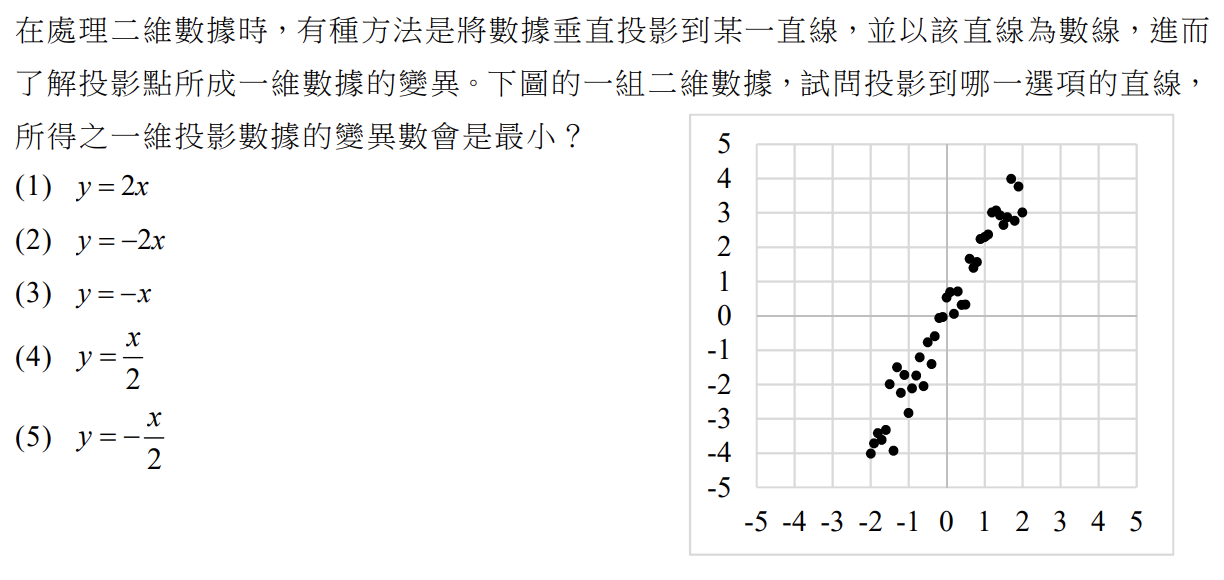 在處理二維數據時,有種方法是將數據垂直投影到某一直線,並以該直線為數線,進而
了解投影點所成一維數據的變異。下圖的一組二維數據,試問投影到哪一選項的直線,
所得之一維投影數據的變異數會是最小?
(1) y = 2x
(2) y = −2x
(3) y = −x
(4) y = x/2
(5) y = −x/2
5
4
3
2
1
0
-1
-2
-3
-4
-5
-5 -4 -3 -2 -1 0 1 2 3 4 5